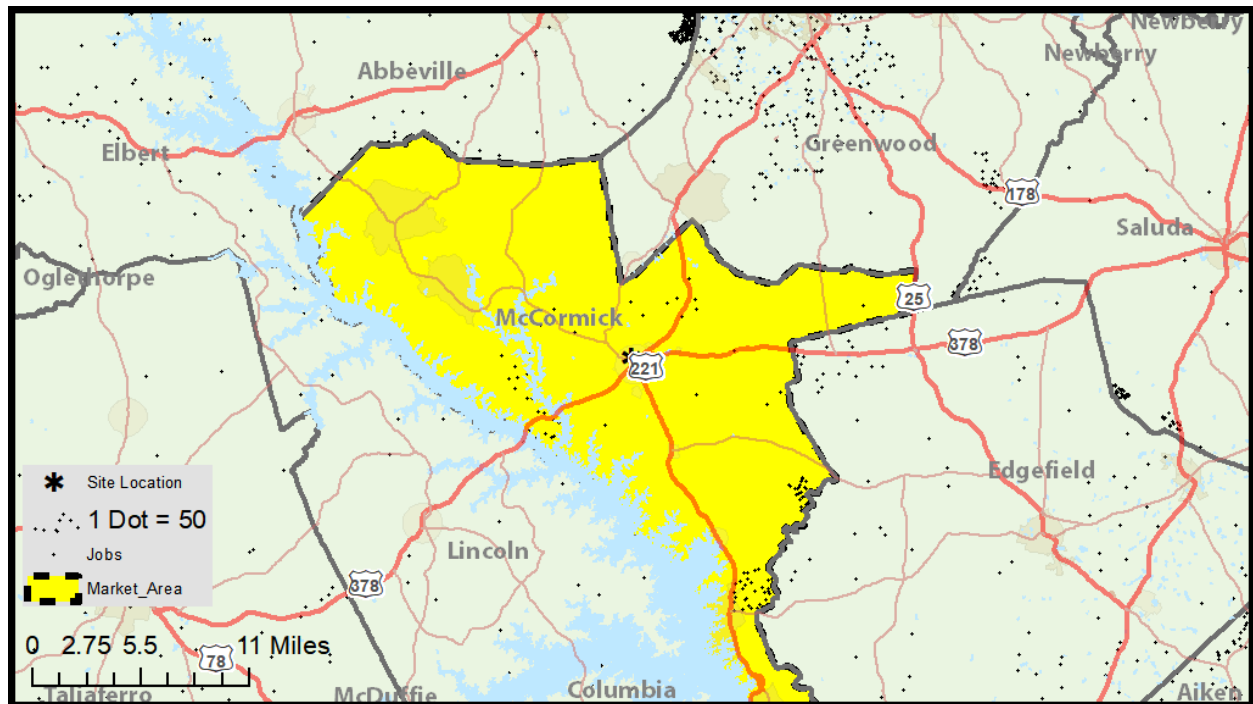 Newberry
Newberry
Abbeville
Elbert
Greenwood
178
Saluda
Oglethorpe
25
McCormick
378
221
Edgefield
Site Location
1 Dot = 50
Jobs
Market_Area
Lincoln
378
0 2.75 5.5 11 Miles
78
Taliaferro
McDuffie
Columbia
Aiken